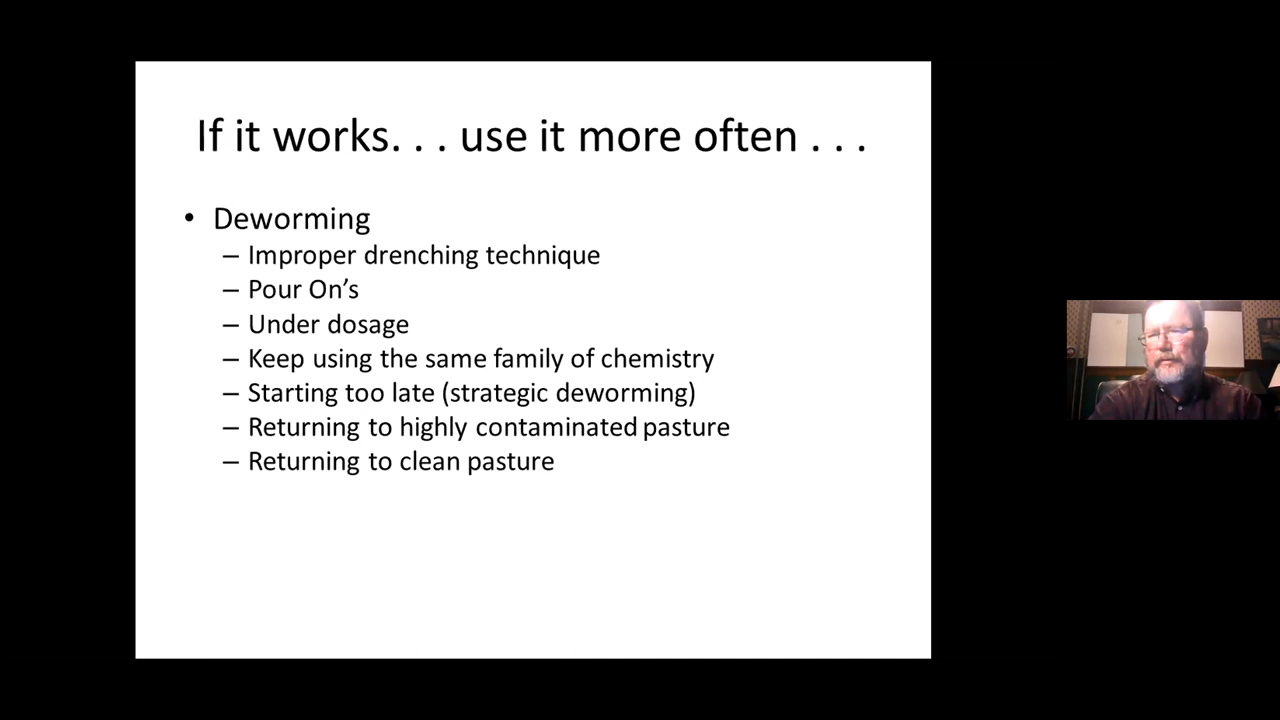 If it works. . . use it more often . . .
• Deworming
– Improper drenching technique
– Pour On’s
– Under dosage
– Keep using the same family of chemistry
– Starting too late (strategic deworming)
– Returning to highly contaminated pasture
– Returning to clean pasture